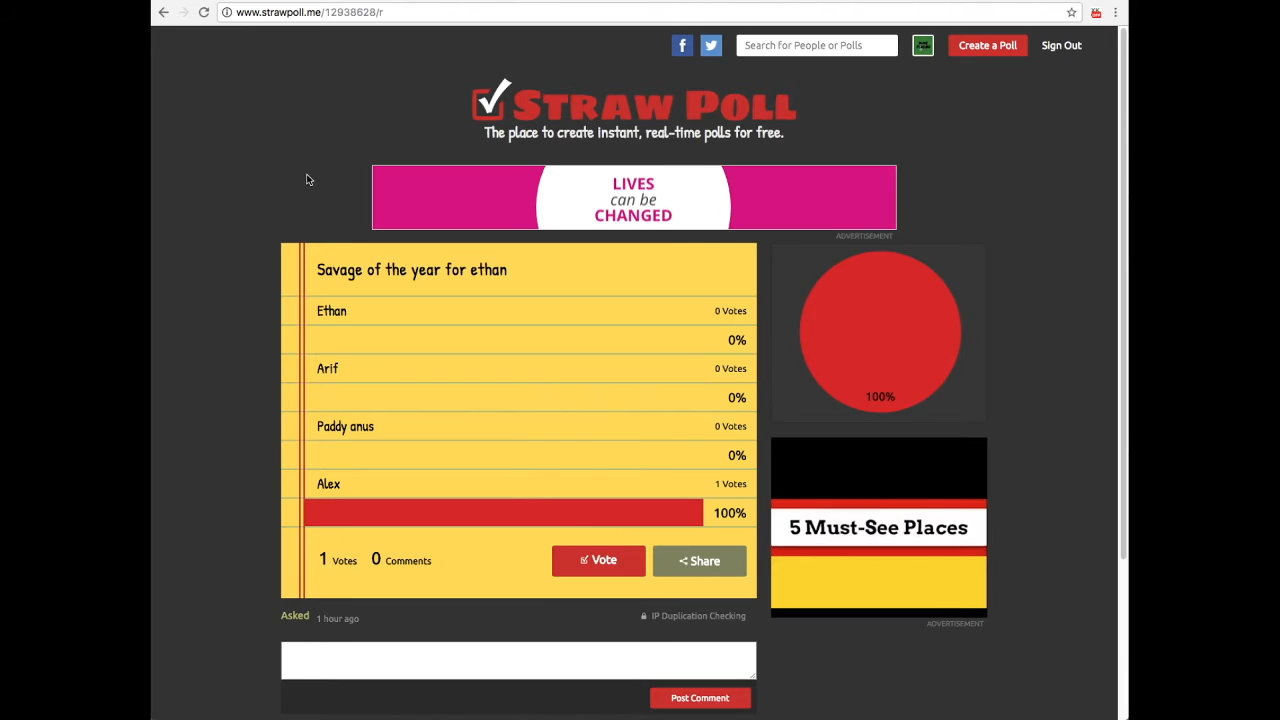 www.strawpoll.me/12938628/r
Search for People or Polls
Create a Poll
Sign Out
STRAW POLL
The place to create instant, real-time polls for free.
LIVES
can be
CHANGED
ADVERTISEMENT
Savage of the year for ethan
Ethan 0 Votes
0%
Arif 0 Votes
0%
Paddy anus 0 Votes
0%
Alex 1 Votes
100%
1 Votes 0 Comments
Vote
Share
100%
5 Must-See Places
ADVERTISEMENT
Asked 1 hour ago
IP Duplication Checking
Post Comment